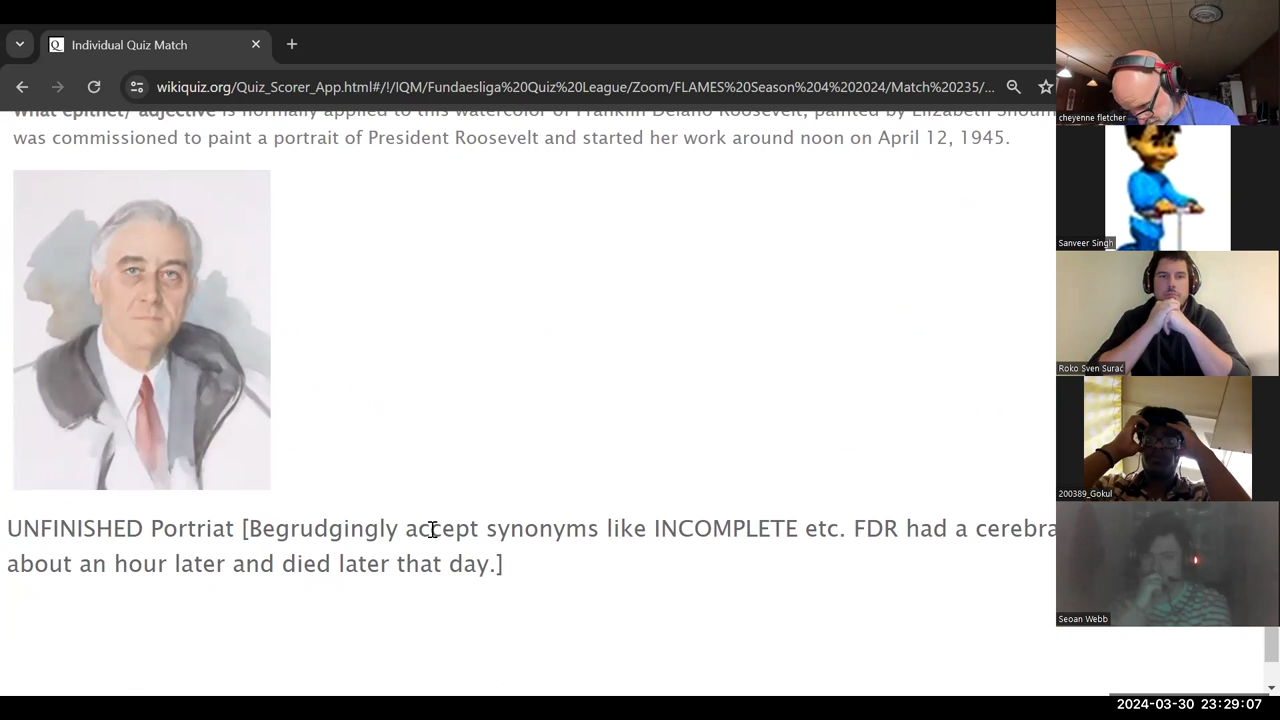 Individual Quiz Match
wikiquiz.org/Quiz_Scorer_App.html#/!/IQM/Fundaesliga%20Quiz%20League/Zoom/FLAMES%20Season%204%202024/Match%20235/...
what epithet/ adjective is normally applied to this watercolor of Franklin Delano Roosevelt, painted by Elizabeth
was commissioned to paint a portrait of President Roosevelt and started her work around noon on April 12, 1945.
UNFINISHED Portriat [Begrudgingly accept synonyms like INCOMPLETE etc. FDR had a cerebra
about an hour later and died later that day.]
cheyenne fletcher
Sanveer Singh
Roko Sven Surać
200389_Gokul
Seoan Webb
2024-03-30 23:29:07